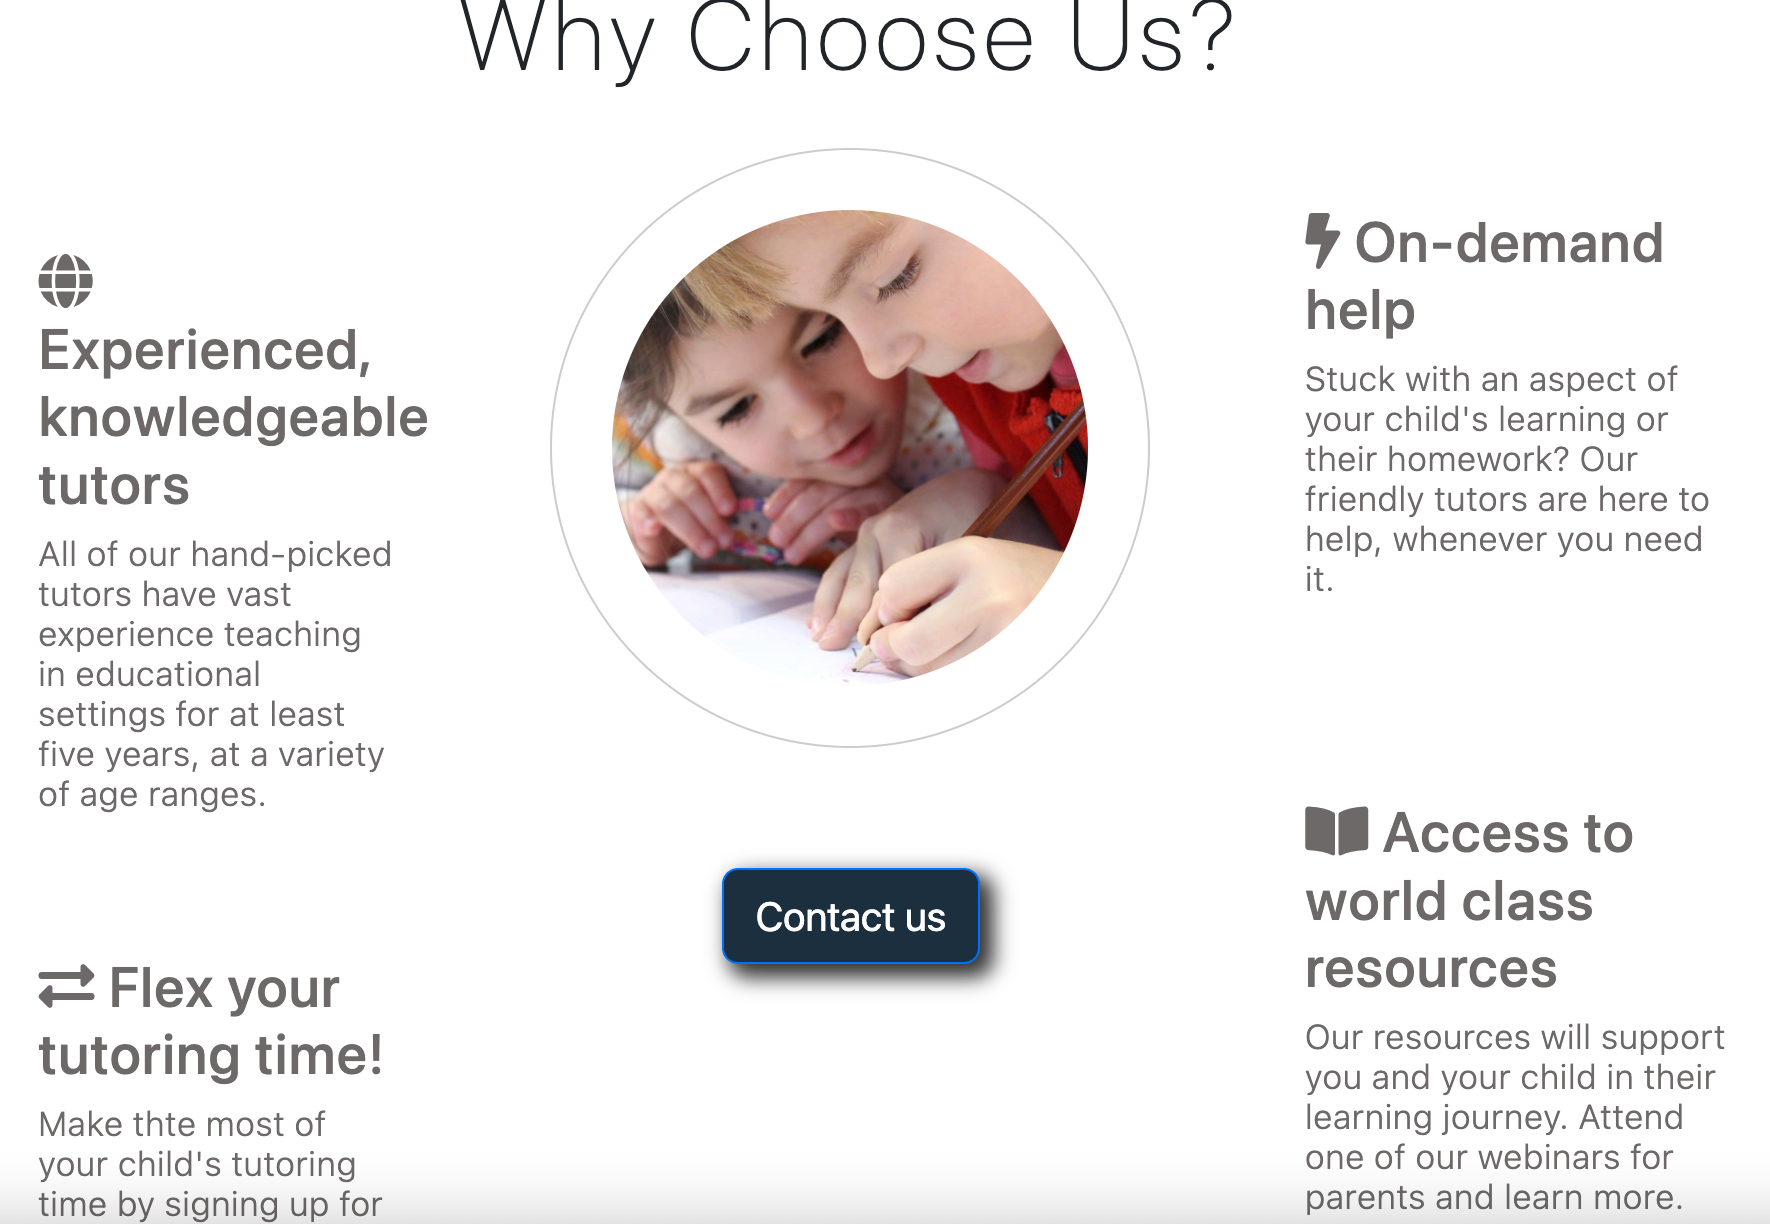 Why Choose Us?
Experienced,
knowledgeable
tutors
All of our hand-picked
tutors have vast
experience teaching
in educational
settings for at least
five years, at a variety
of age ranges.
Flex your
tutoring time!
Make thte most of
your child's tutoring
time by signing up for
Contact us
On-demand
help
Stuck with an aspect of
your child's learning or
their homework? Our
friendly tutors are here to
help, whenever you need
it.
Access to
world class
resources
Our resources will support
you and your child in their
learning journey. Attend
one of our webinars for
parents and learn more.